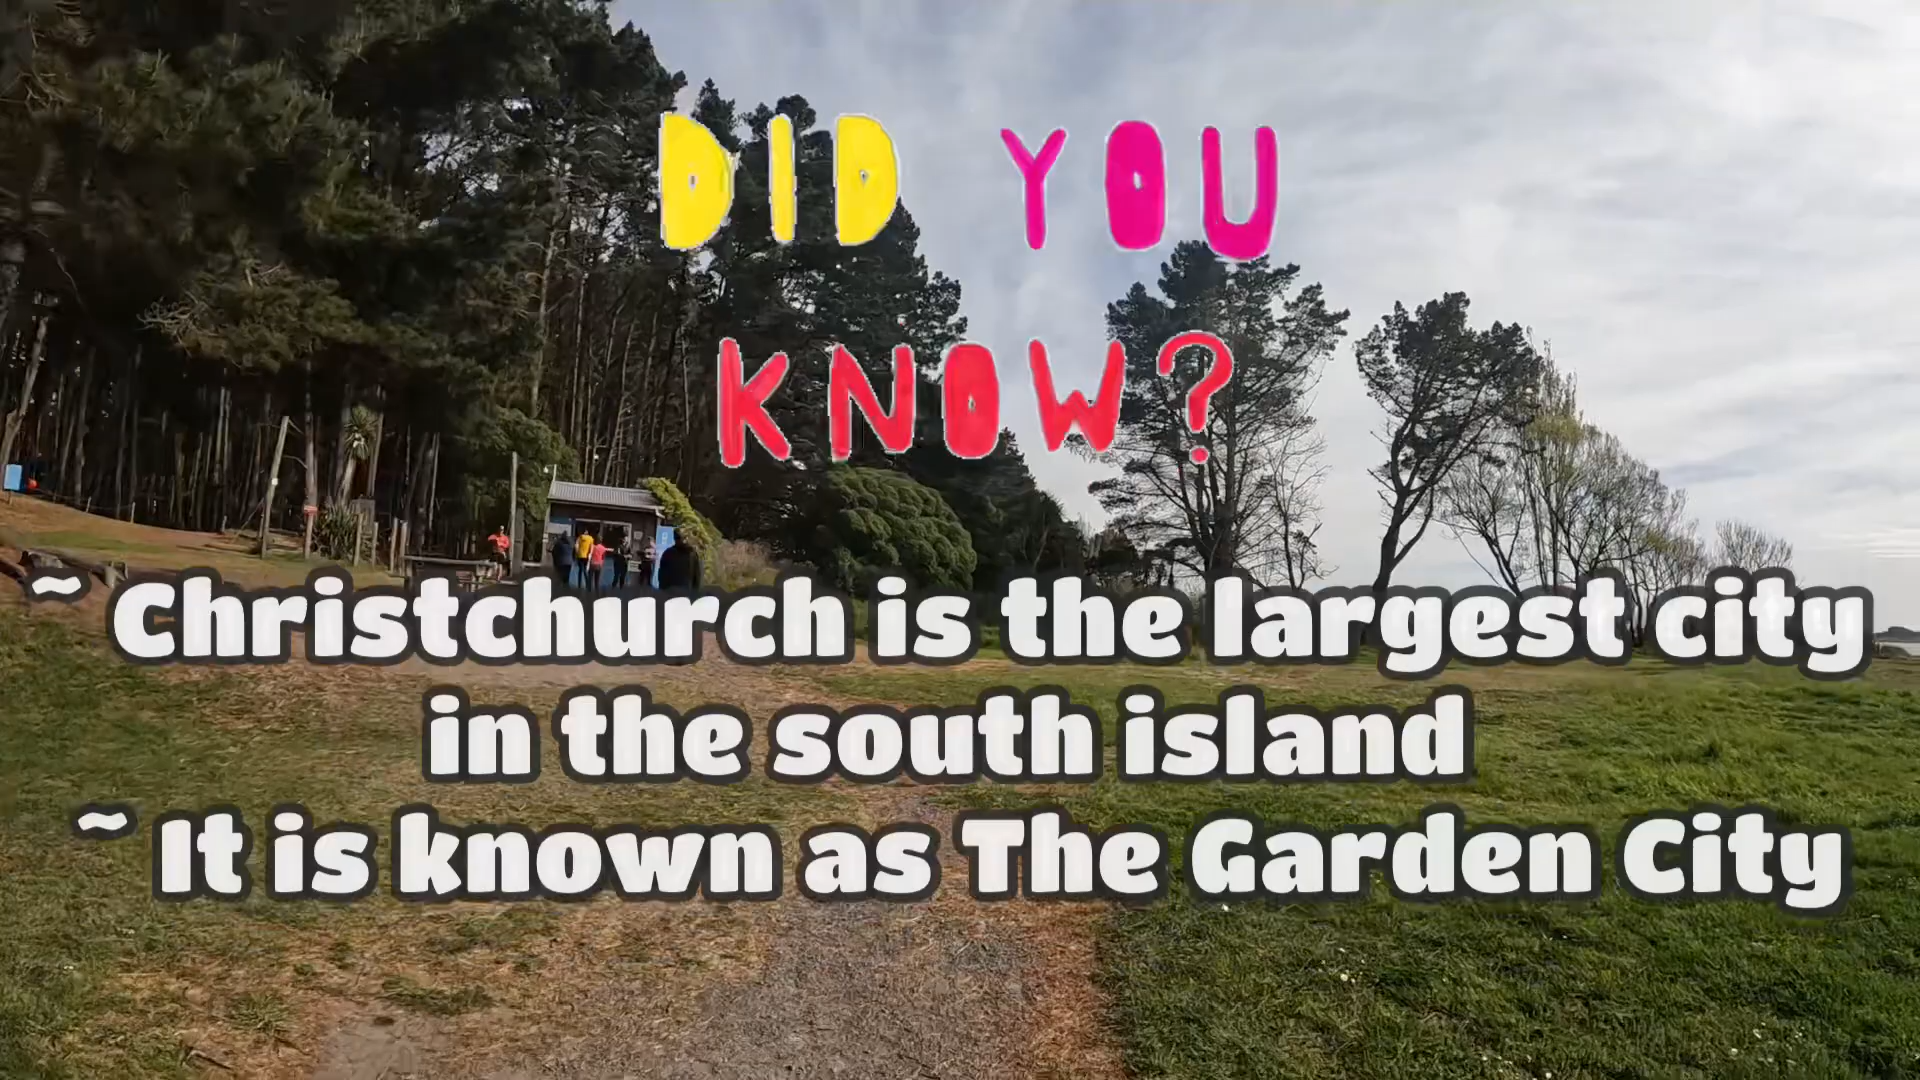 DID YOU
KNOW?
~ Christchurch is the largest city
in the south island
~ It is known as The Garden City